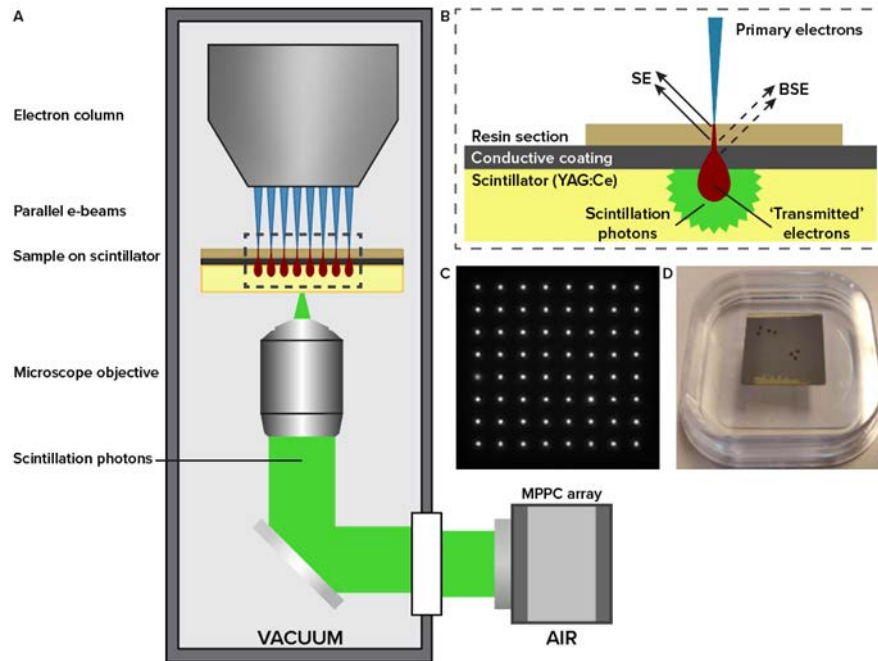 A
Electron column
Parallel e-beams
Sample on scintillator
Microscope objective
Scintillation photons
VACUUM
MPPC array
AIR
B
Primary electrons
SE
BSE
Resin section
Conductive coating
Scintillator (YAG:Ce)
Scintillation
photons
‘Transmitted’
electrons
C
D